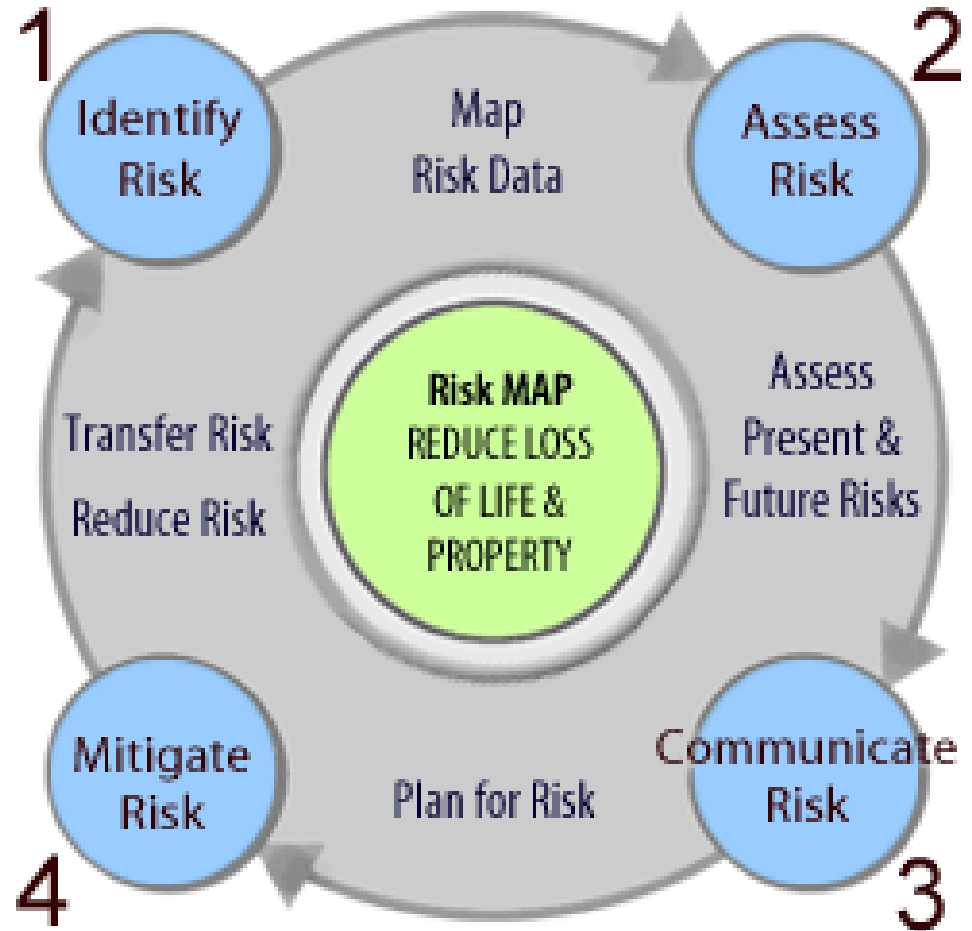 1
Identify
Risk
Map
Risk Data
2
Assess
Risk
Assess
Present &
Future Risks
3
Communicate
Risk
Plan for Risk
4
Mitigate
Risk
Transfer Risk
Reduce Risk
Risk MAP
REDUCE LOSS
OF LIFE &
PROPERTY